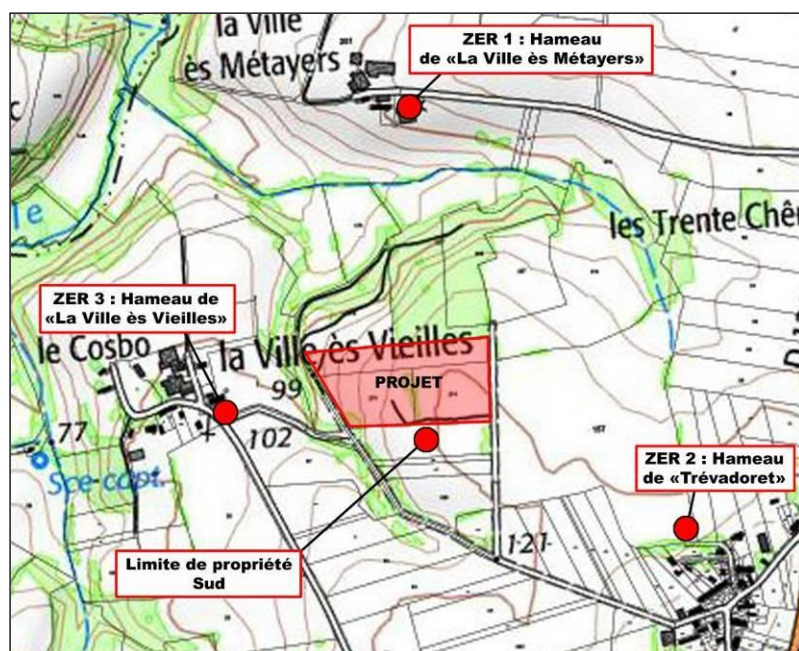 la Ville
ès Métayers
ZER 1 : Hameau
de «La Ville ès Métayers»
les Trente Chên
ZER 3 : Hameau de
«La Ville ès Vieilles»
le Cosbo
la Ville ès Vieilles
PROJET
99
102
77
Sce-capt.
ZER 2 : Hameau
de «Trévadoret»
121
Limite de propriété
Sud